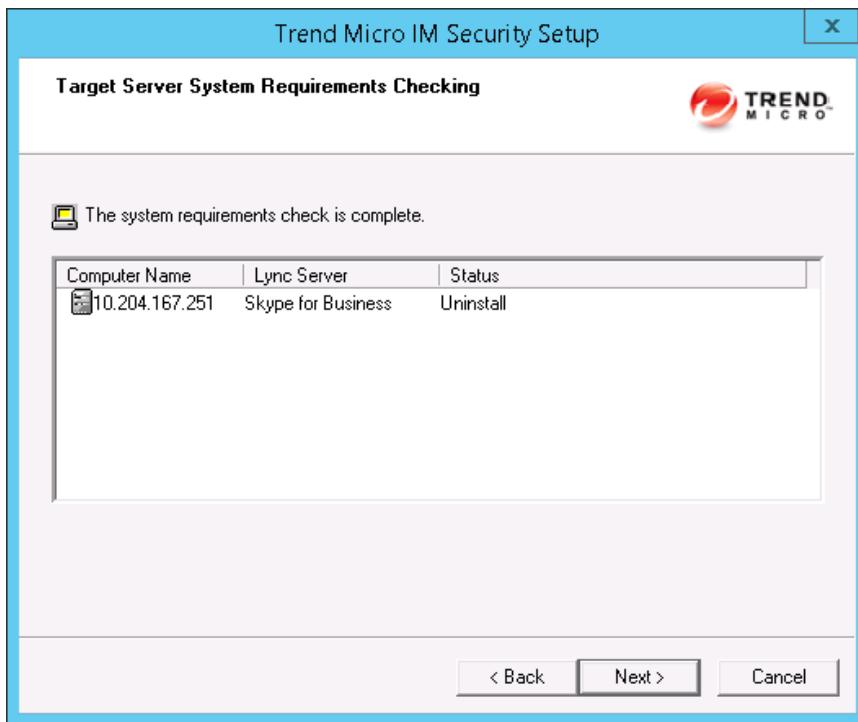 Trend Micro IM Security Setup
x
Target Server System Requirements Checking
TREND
MICRO™
The system requirements check is complete.
Computer Name Lync Server Status
10.204.167.251 Skype for Business Uninstall
< Back Next > Cancel